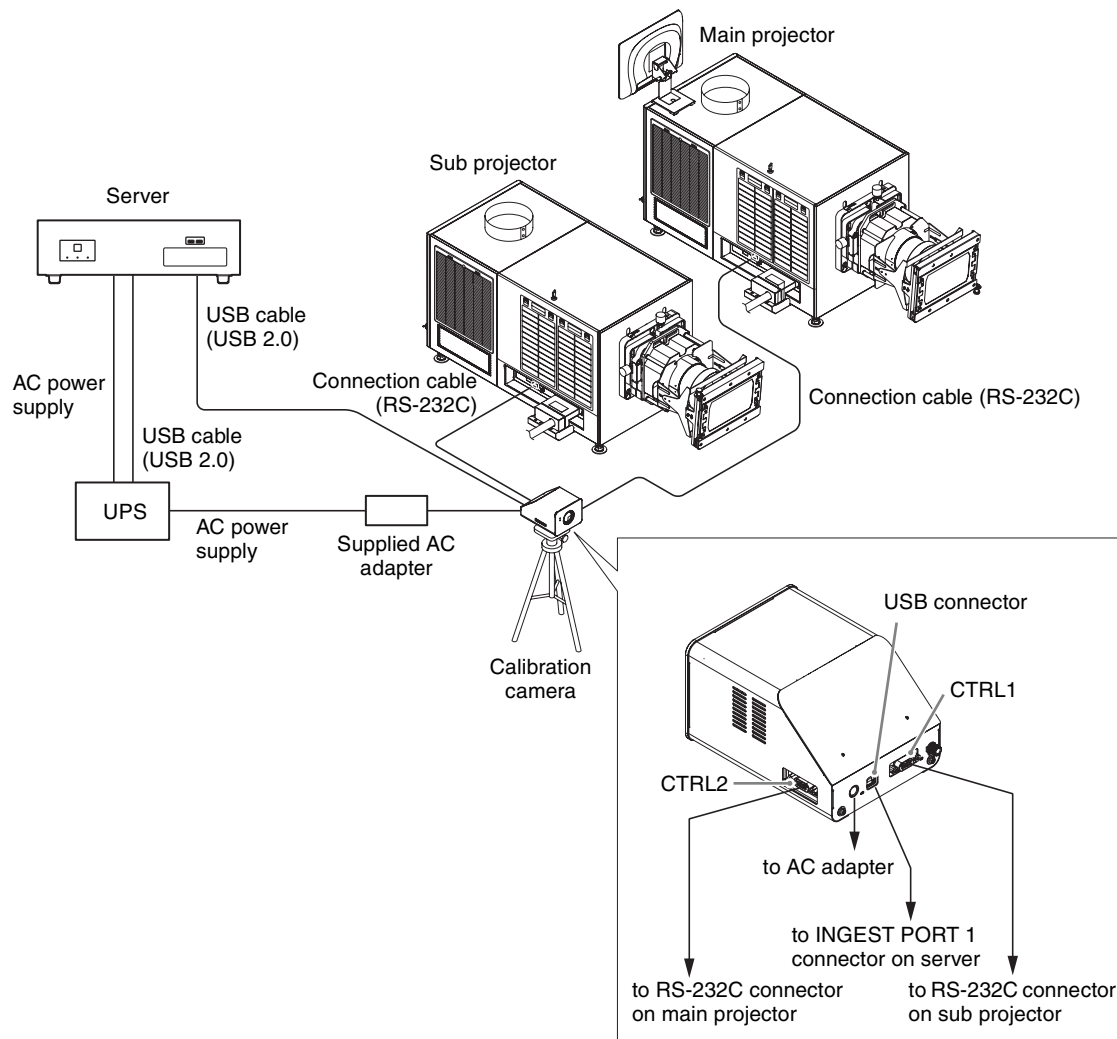 Main projector
Sub projector
Server
USB cable
(USB 2.0)
AC power
supply
Connection cable
(RS-232C)
Connection cable (RS-232C)
USB cable
(USB 2.0)
UPS
AC power
supply
Supplied AC
adapter
Calibration
camera
USB connector
CTRL1
CTRL2
to AC adapter
to INGEST PORT 1
connector on server
to RS-232C connector
on main projector
to RS-232C connector
on sub projector